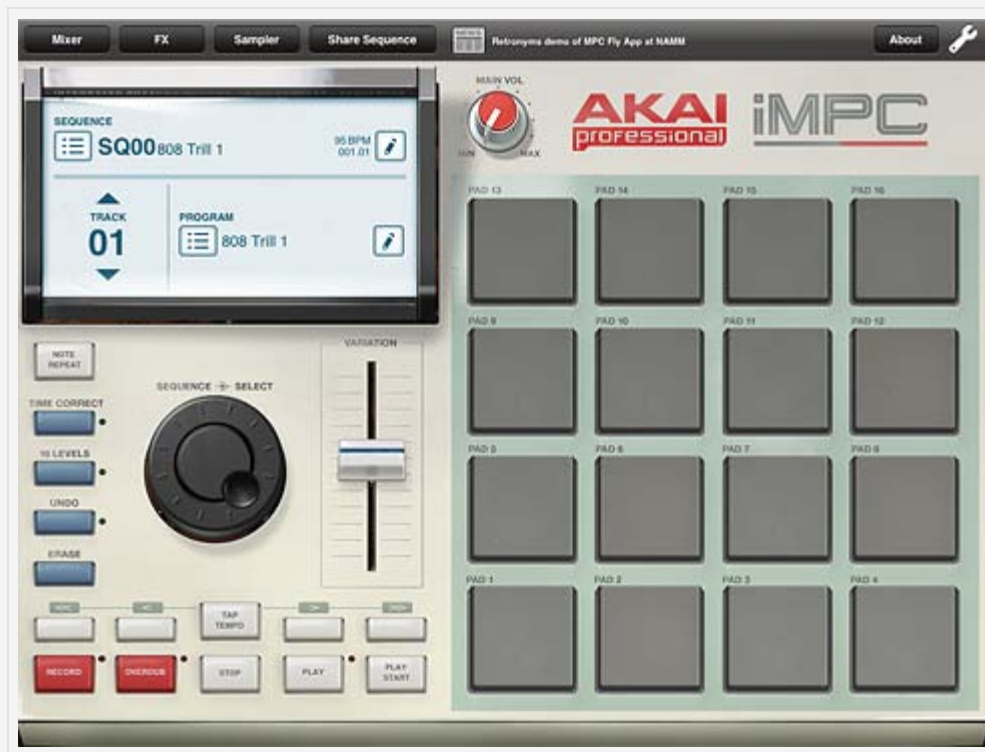 Mixer
FX
Sampler
Share Sequence
NEWS
Retronyms demo of MPC Fly App at NAMM
About
SEQUENCE
SQ00 808 Trill 1
95 BPM
001.01
TRACK
01
PROGRAM
808 Trill 1
MAIN VOL
MIN
MAX
AKAI
professional
iMPC
PAD 13
PAD 14
PAD 15
PAD 16
PAD 9
PAD 10
PAD 11
PAD 12
PAD 5
PAD 6
PAD 7
PAD 8
PAD 1
PAD 2
PAD 3
PAD 4
NOTE
REPEAT
TIME CORRECT
16 LEVELS
UNDO
ERASE
SEQUENCE SELECT
VARIATION
TAP
TEMPO
RECORD
OVERDUB
STOP
PLAY
PLAY
START